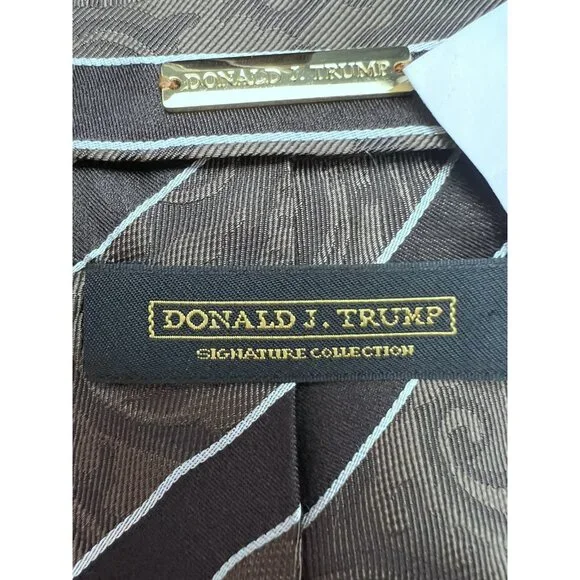 DONALD J. TRUMP
DONALD J. TRUMP
SIGNATURE COLLECTION